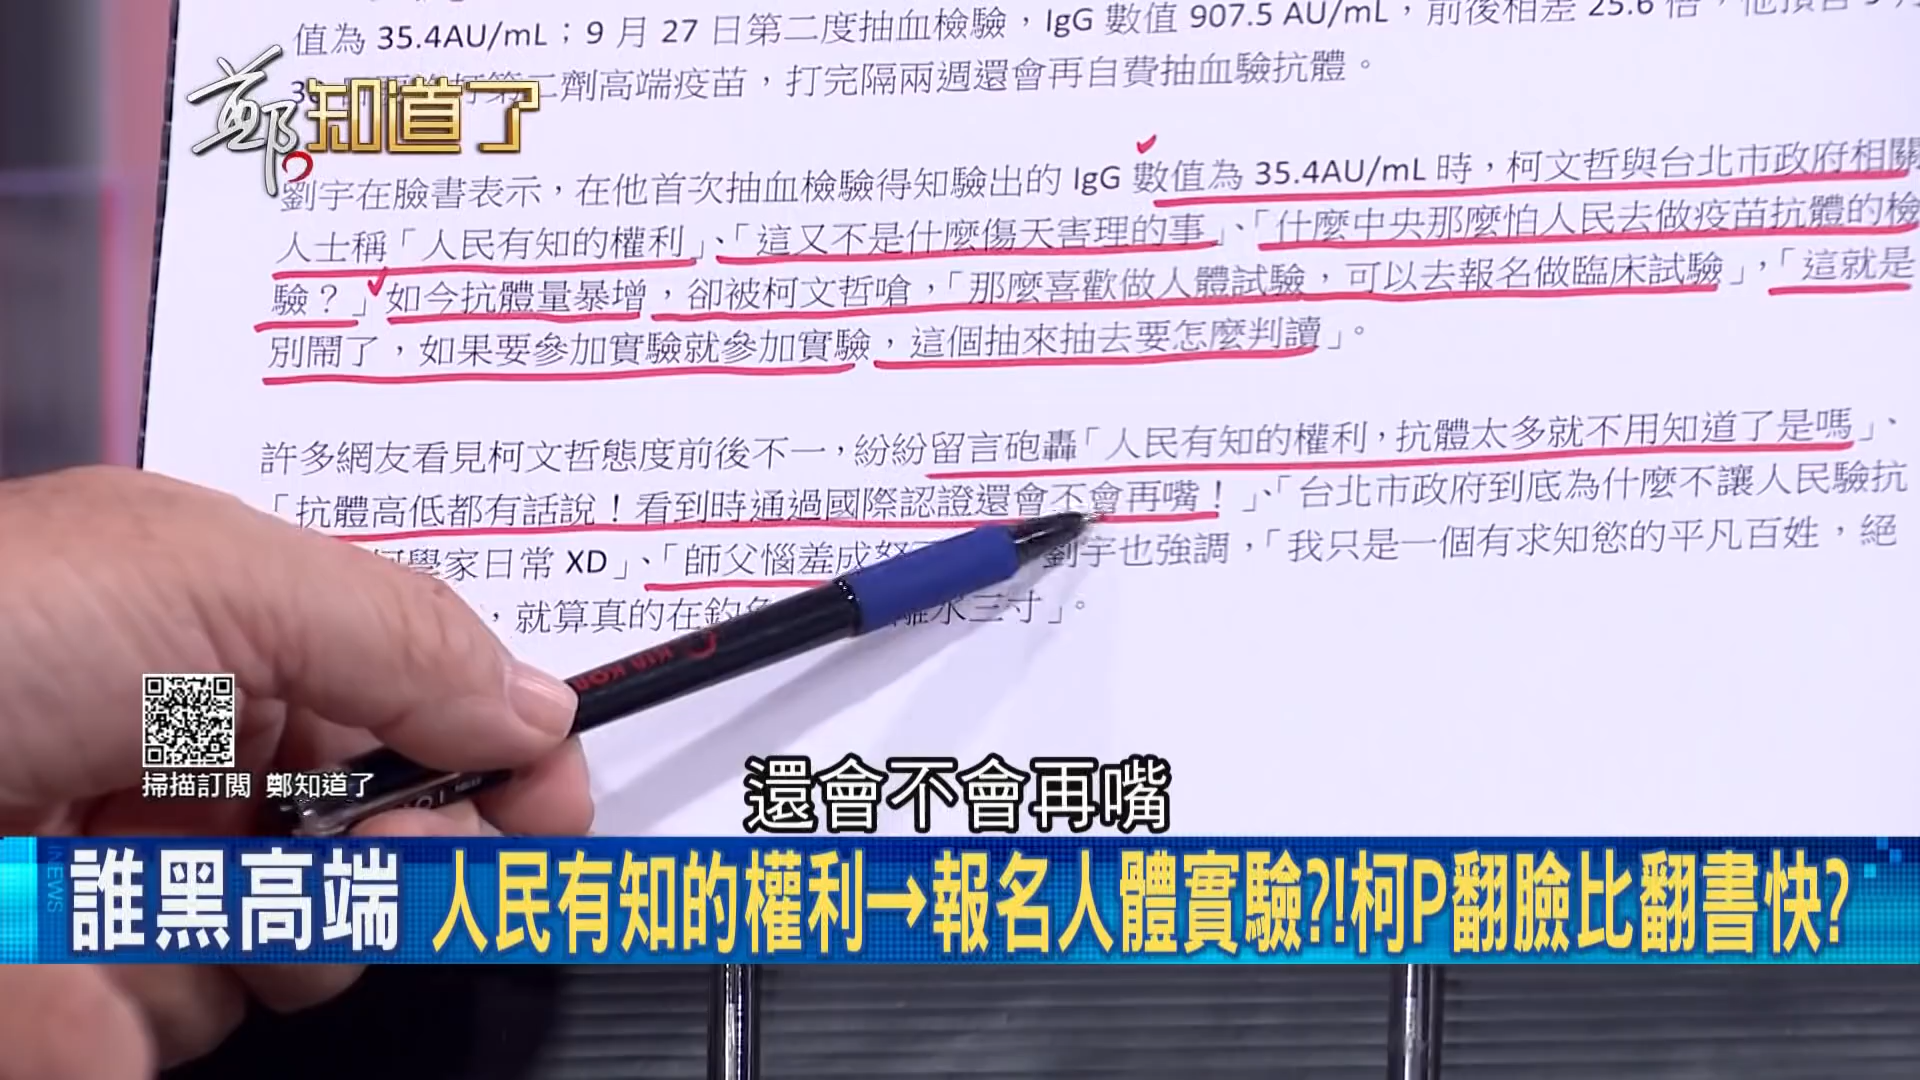 值為 35.4AU/mL；9 月 27 日第二度抽血檢驗，IgG 數值 907.5 AU/mL，前後相差 25.6 倍，他預告 9 月
第二劑高端疫苗，打完隔兩週還會再自費抽血驗抗體。
鄭知道了
劉宇在臉書表示，在他首次抽血檢驗得知驗出的 IgG 數值為 35.4AU/mL 時，柯文哲與台北市政府相關
人士稱「人民有知的權利」、「這又不是什麼傷天害理的事」、「什麼中央那麼怕人民去做疫苗抗體的檢
驗？」如今抗體量暴增，卻被柯文哲嗆，「那麼喜歡做人體試驗，可以去報名做臨床試驗」，「這就是
別鬧了，如果要參加實驗就參加實驗，這個抽來抽去要怎麼判讀」。
許多網友看見柯文哲態度前後不一，紛紛留言砲轟「人民有知的權利，抗體太多就不用知道了是嗎」、
「抗體高低都有話說！看到時通過國際認證還會不會再嘴！」、「台北市政府到底為什麼不讓人民驗抗
學家日常 XD」、「師父惱羞成怒 劉宇也強調，「我只是一個有求知慾的平凡百姓，絕
，就算真的在釣魚 離水三寸」。
掃描訂閱 鄭知道了
還會不會再嘴
NEWS
誰黑高端 人民有知的權利→報名人體實驗?!柯P翻臉比翻書快?